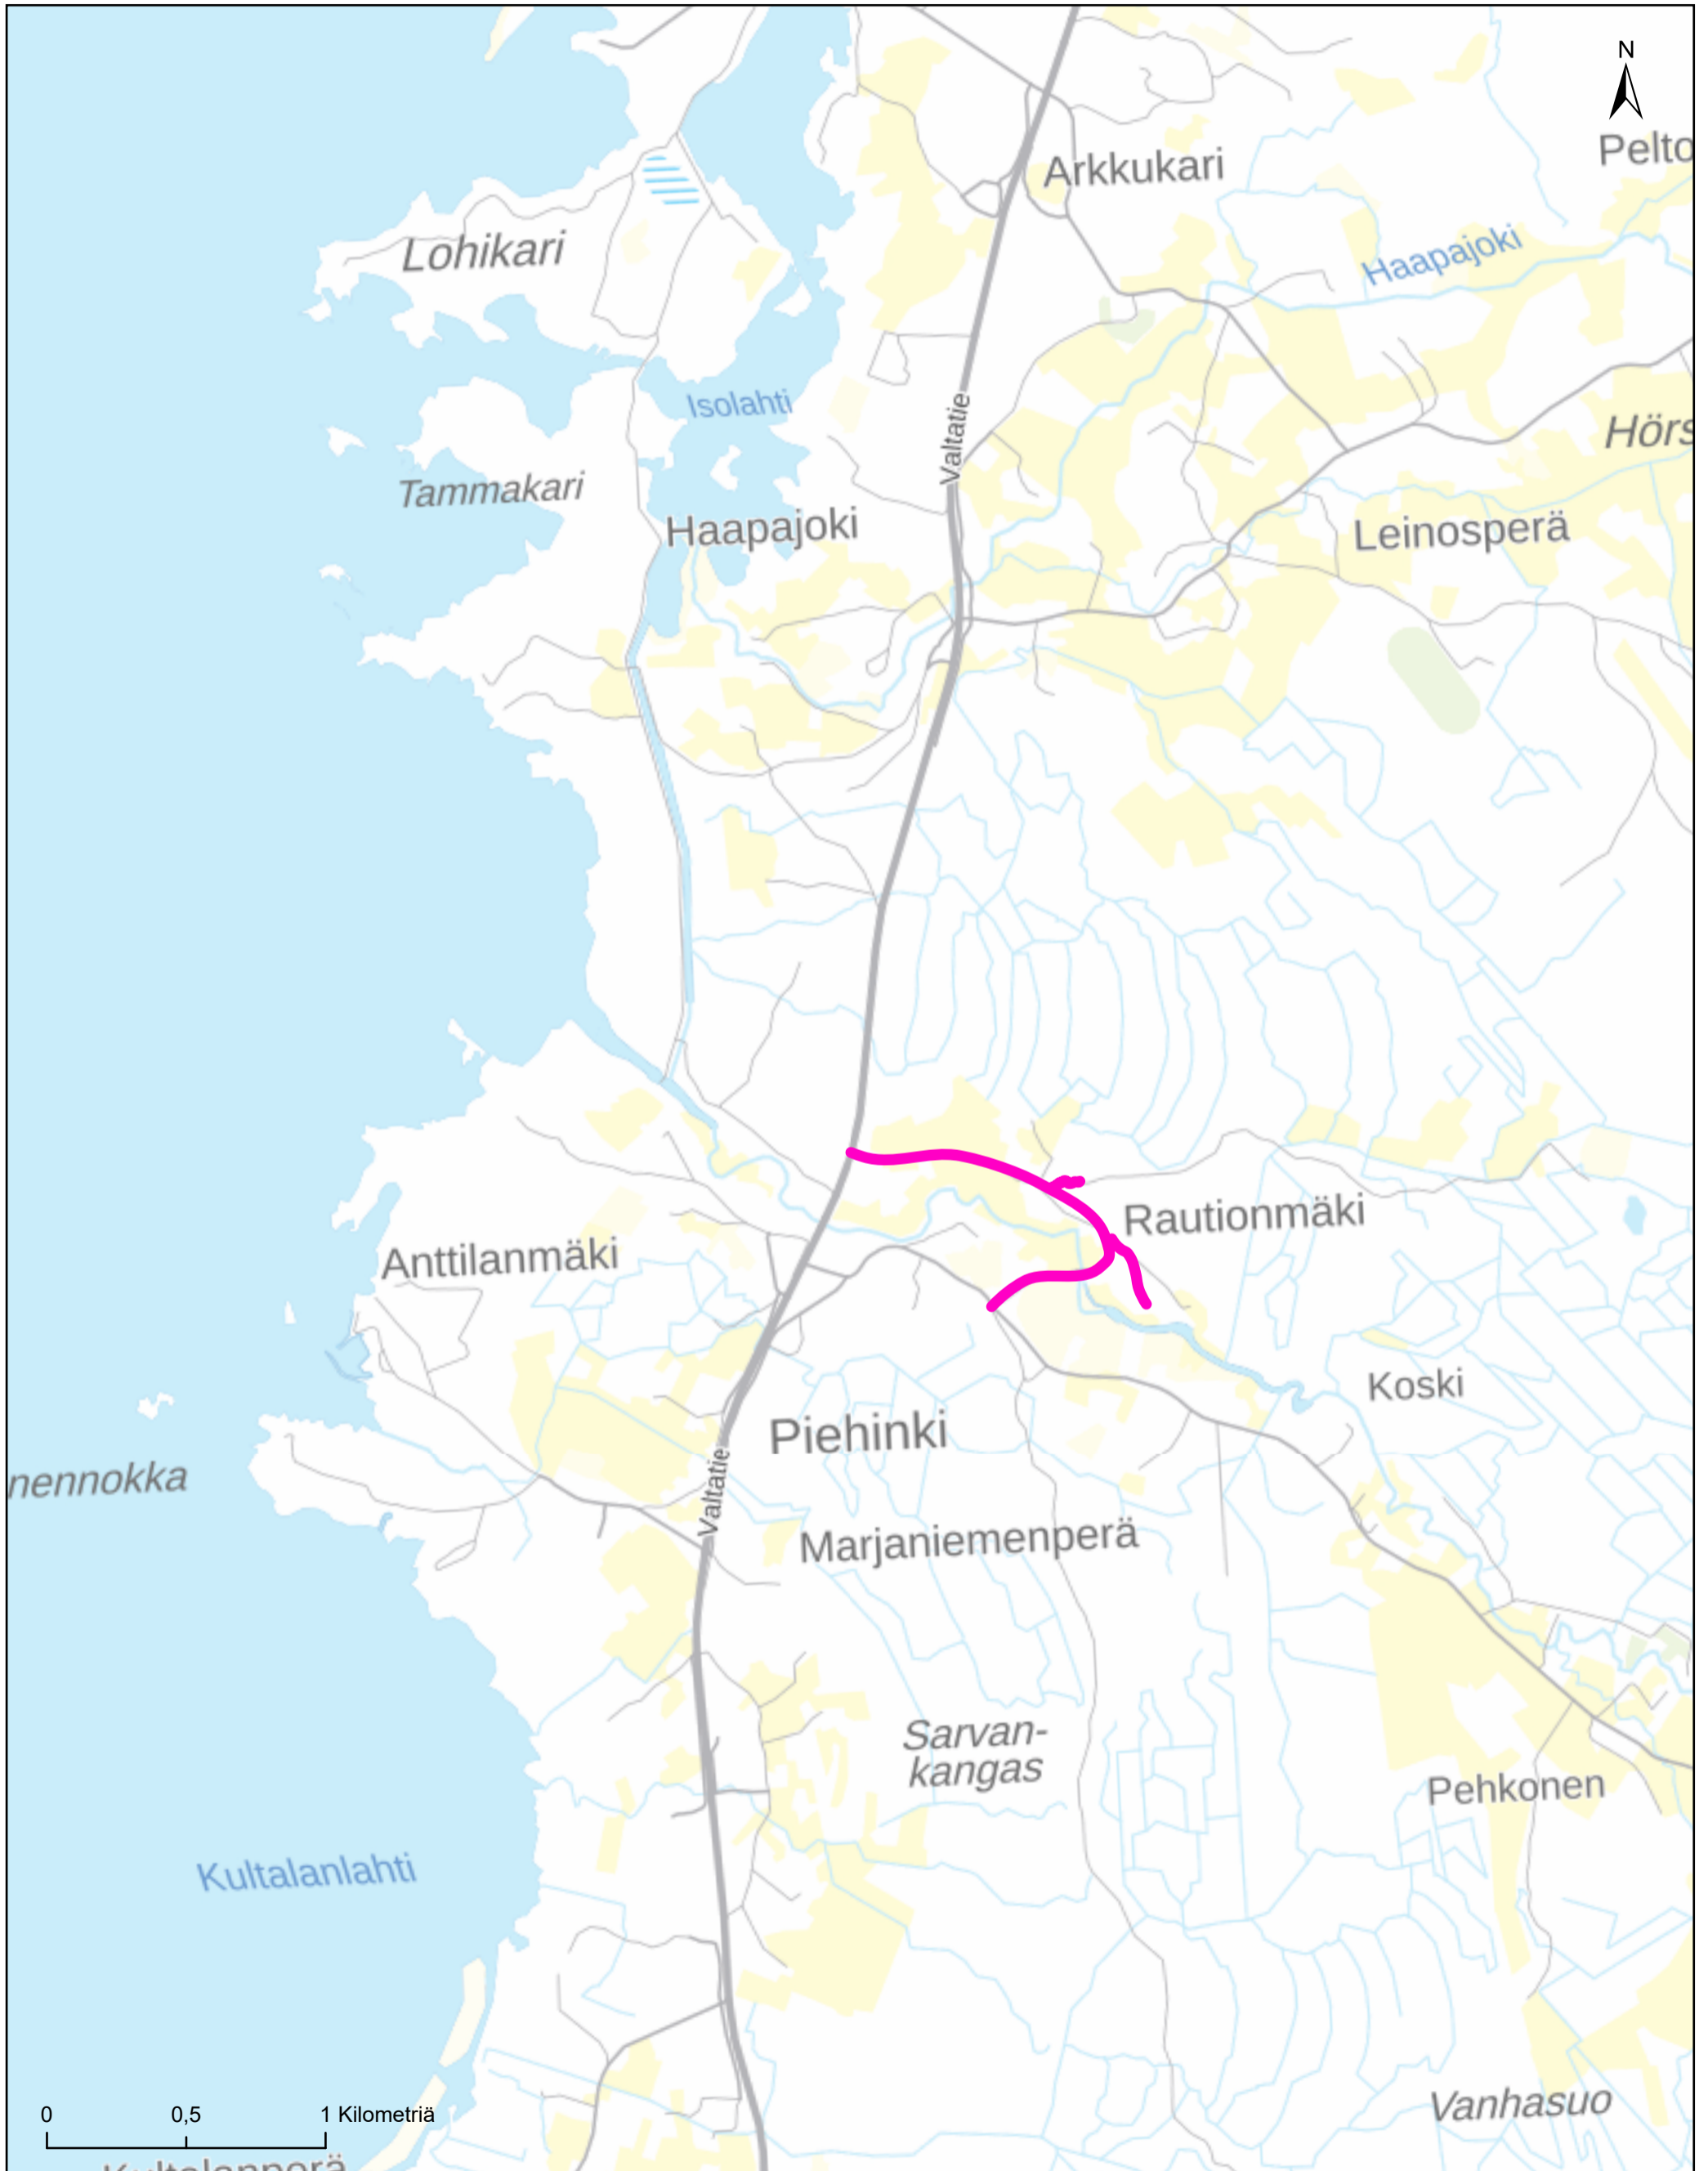 N
Pelto
Arkkukari
Lohikari
Haapajoki
Isolahti
Valtatie
Hörs
Tammakari
Haapajoki
Leinosperä
Rautionmäki
Anttilanmäki
Koski
Piehinki
nennokka
Valtatie
Marjaniemenperä
Sarvan-
kangas
Pehkonen
Kultalanlahti
Vanhasuo
0 0,5 1 Kilometriä
Kultalanperä